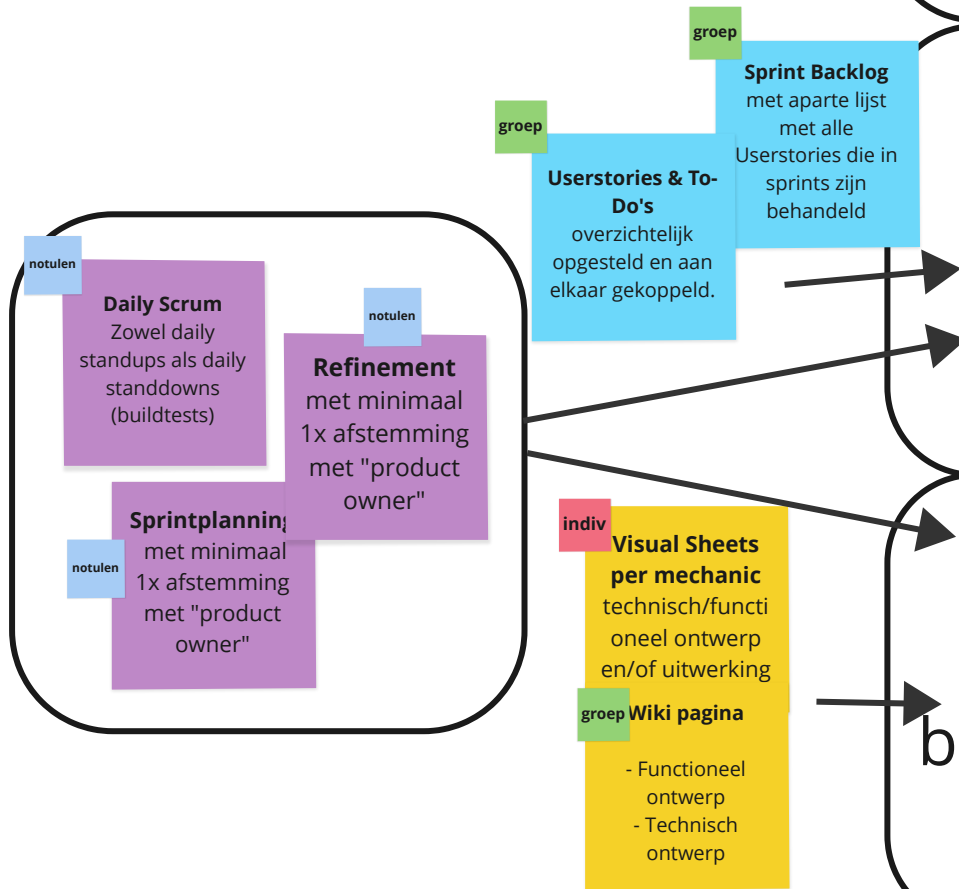 groep
Sprint Backlog
met aparte lijst
met alle
Userstories die in
sprints zijn
behandeld
groep
Userstories & To-
Do's
overzichtelijk
opgesteld en aan
elkaar gekoppeld.
notulen
Daily Scrum
Zowel daily
standups als daily
standdowns
(buildtests)
notulen
Refinement
met minimaal
1x afstemming
met "product
owner"
notulen
Sprintplanning
met minimaal
1x afstemming
met "product
owner"
indiv
Visual Sheets
per mechanic
technisch/functi
oneel ontwerp
en/of uitwerking
groep
Wiki pagina
- Functioneel
ontwerp
- Technisch
ontwerp
b